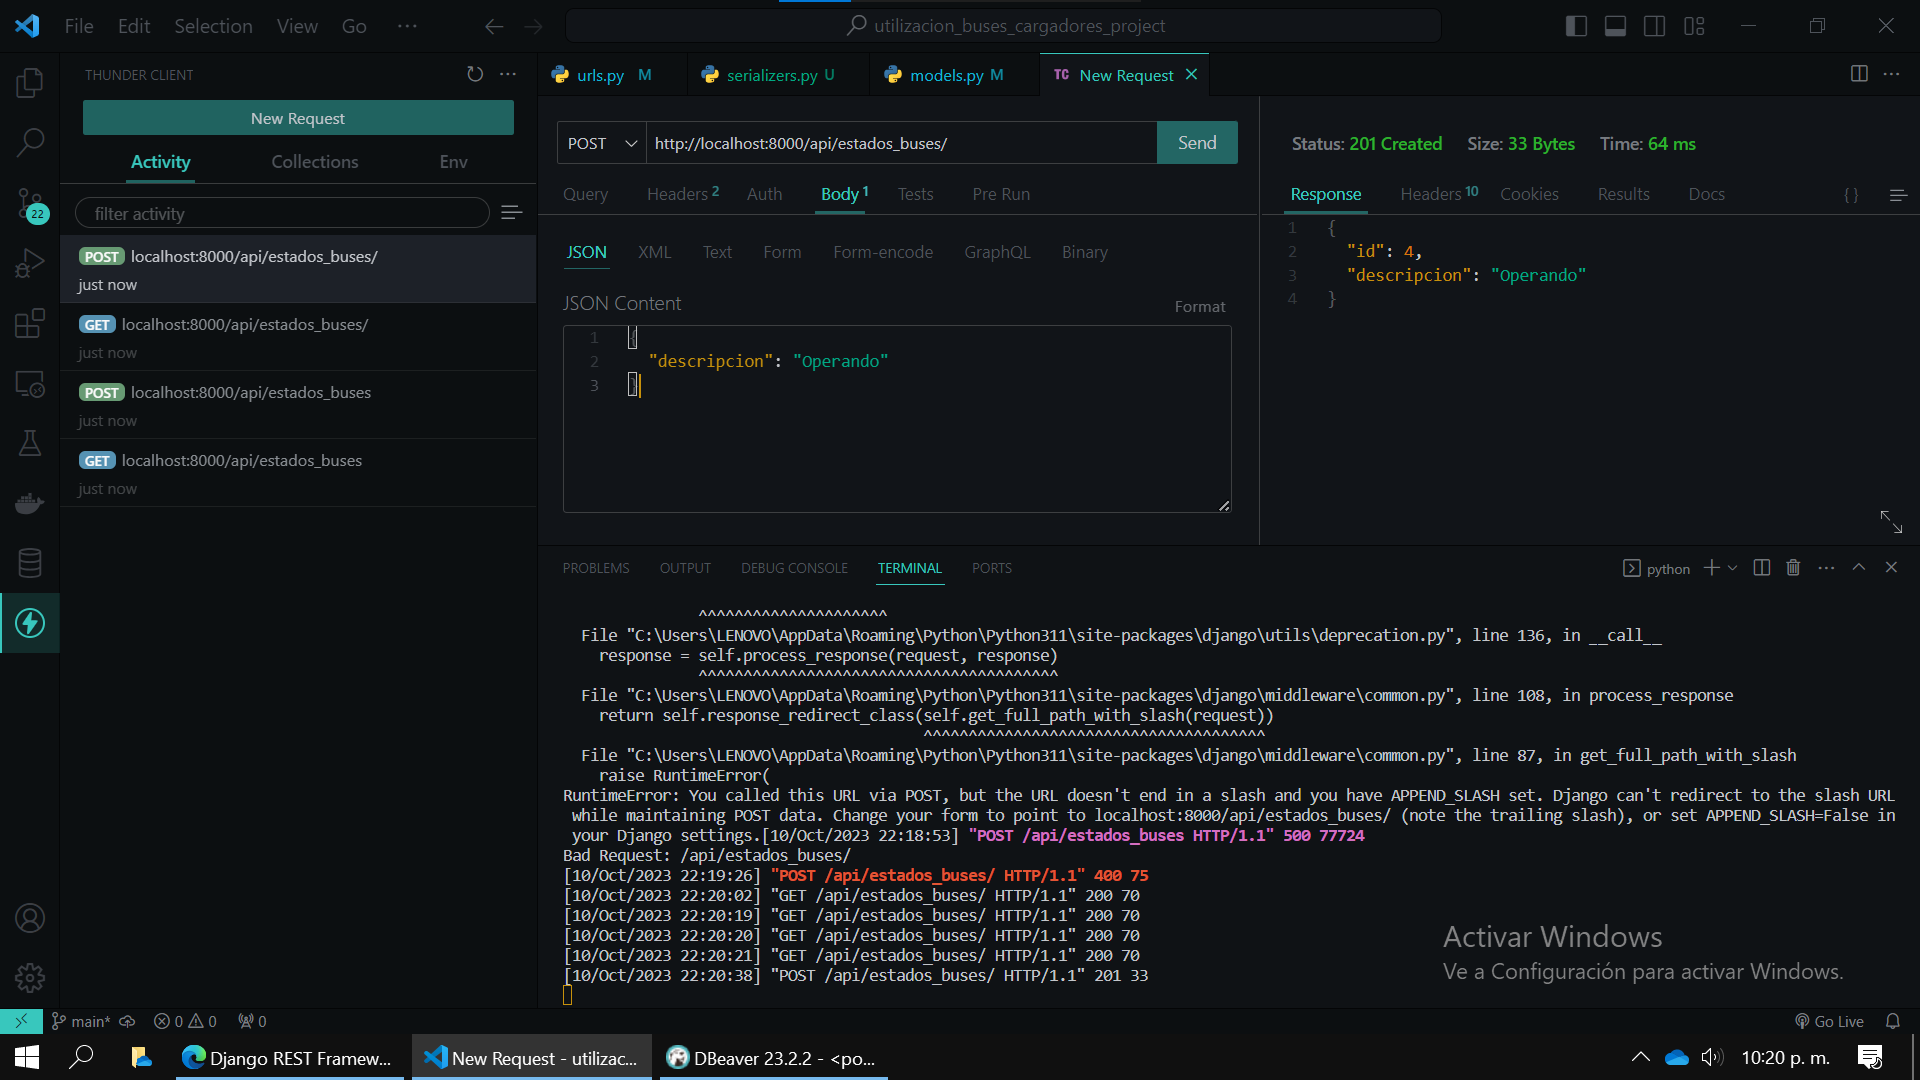 File Edit Selection View Go ··· utilizacion_buses_cargadores_project
THUNDER CLIENT
New Request
Activity Collections Env
filter activity
POST localhost:8000/api/estados_buses/
just now
GET localhost:8000/api/estados_buses/
just now
POST localhost:8000/api/estados_buses
just now
GET localhost:8000/api/estados_buses
just now
22
urls.py M serializers.py U models.py M TC New Request
POST http://localhost:8000/api/estados_buses/ Send
Query Headers 2 Auth Body 1 Tests Pre Run
JSON XML Text Form Form-encode GraphQL Binary
JSON Content Format
1 {
2 "descripcion": "Operando"
3 }
Status: 201 Created Size: 33 Bytes Time: 64 ms
Response Headers 10 Cookies Results Docs { }
1 {
2 "id": 4,
3 "descripcion": "Operando"
4 }
PROBLEMS OUTPUT DEBUG CONSOLE TERMINAL PORTS python
^^^^^^^^^^^^^^^^^^^^^
File "C:\Users\LENOVO\AppData\Roaming\Python\Python311\site-packages\django\utils\deprecation.py", line 136, in __call__
response = self.process_response(request, response)
^^^^^^^^^^^^^^^^^^^^^^^^^^^^^^^^^^^^^^^^
File "C:\Users\LENOVO\AppData\Roaming\Python\Python311\site-packages\django\middleware\common.py", line 108, in process_response
return self.response_redirect_class(self.get_full_path_with_slash(request))
^^^^^^^^^^^^^^^^^^^^^^^^^^^^^^^^^^^^^^
File "C:\Users\LENOVO\AppData\Roaming\Python\Python311\site-packages\django\middleware\common.py", line 87, in get_full_path_with_slash
raise RuntimeError(
RuntimeError: You called this URL via POST, but the URL doesn't end in a slash and you have APPEND_SLASH set. Django can't redirect to the slash URL
while maintaining POST data. Change your form to point to localhost:8000/api/estados_buses/ (note the trailing slash), or set APPEND_SLASH=False in
your Django settings.[10/Oct/2023 22:18:53] "POST /api/estados_buses HTTP/1.1" 500 77724
Bad Request: /api/estados_buses/
[10/Oct/2023 22:19:26] "POST /api/estados_buses/ HTTP/1.1" 400 75
[10/Oct/2023 22:20:02] "GET /api/estados_buses/ HTTP/1.1" 200 70
[10/Oct/2023 22:20:19] "GET /api/estados_buses/ HTTP/1.1" 200 70
[10/Oct/2023 22:20:20] "GET /api/estados_buses/ HTTP/1.1" 200 70
[10/Oct/2023 22:20:21] "GET /api/estados_buses/ HTTP/1.1" 200 70
[10/Oct/2023 22:20:38] "POST /api/estados_buses/ HTTP/1.1" 201 33
Activar Windows
Ve a Configuración para activar Windows.
main* 0 0 0 Go Live
Django REST Framew... New Request - utilizac... DBeaver 23.2.2 - <po... 10:20 p. m.